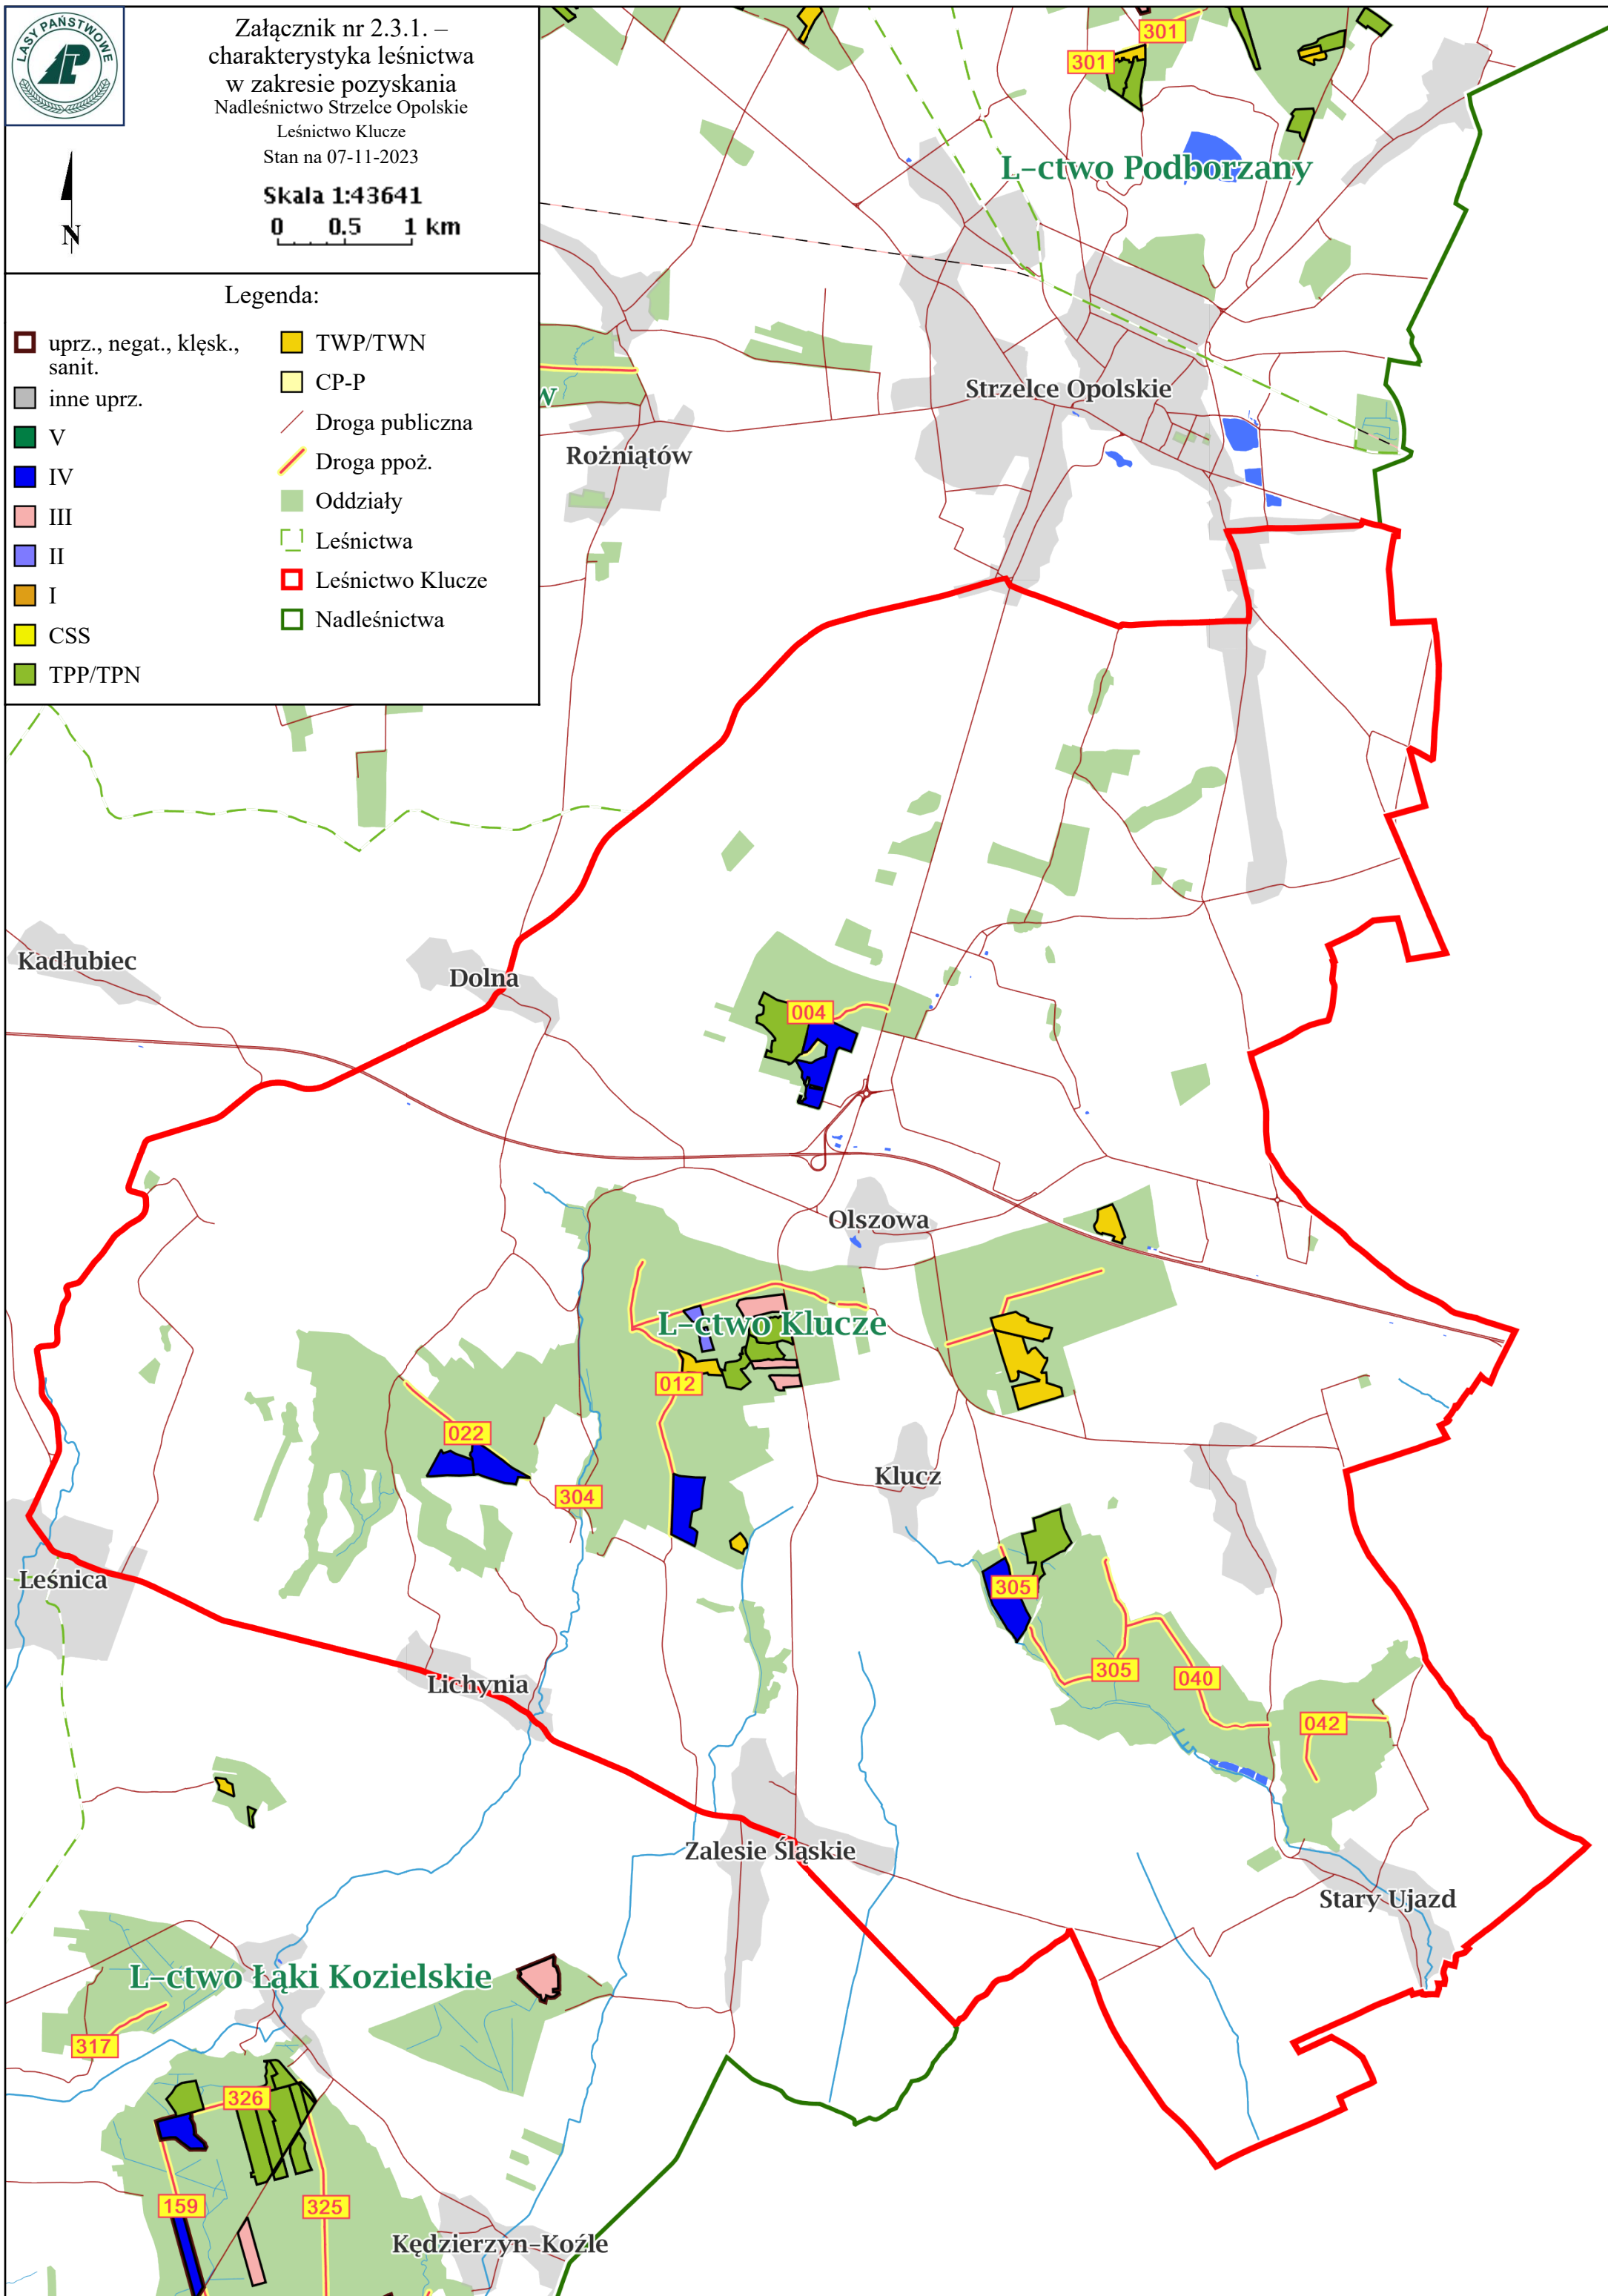 LASY PAŃSTWOWE
Załącznik nr 2.3.1. –
charakterystyka leśnictwa
w zakresie pozyskania
Nadleśnictwo Strzelce Opolskie
Leśnictwo Klucze
Stan na 07-11-2023
Skala 1:43641
0 0.5 1 km
N
Legenda:
uprz., negat., klęsk.,
sanit.
inne uprz.
V
IV
III
II
I
CSS
TPP/TPN
TWP/TWN
CP-P
Droga publiczna
Droga ppoż.
Oddziały
Leśnictwa
Leśnictwo Klucze
Nadleśnictwa
301
301
L-ctwo Podborzany
Strzelce Opolskie
w
Rożniątów
Kadłubiec
Dolna
004
Olszowa
L-ctwo Klucze
012
022
Klucz
304
Leśnica
305
Lichynia
305
040
042
Zalesie Śląskie
Stary Ujazd
L-ctwo Łąki Kozielskie
317
326
159
325
Kędzierzyn-Koźle